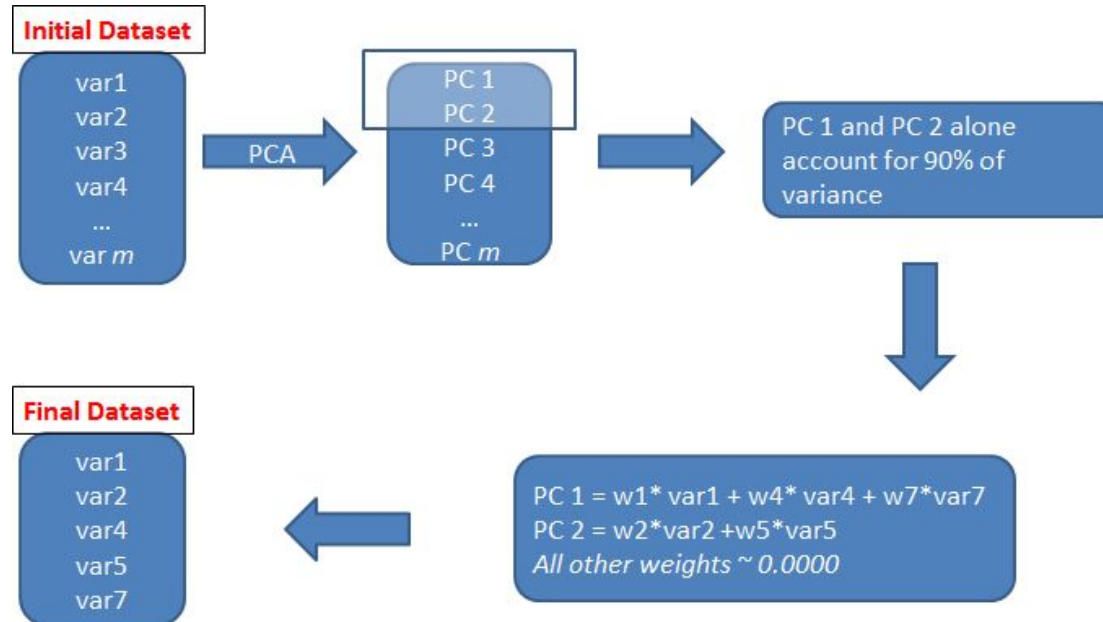 Initial Dataset
var1
var2
var3
var4
...
var m
PCA
PC 1
PC 2
PC 3
PC 4
...
PC m
PC 1 and PC 2 alone
account for 90% of
variance
PC 1 = w1* var1 + w4* var4 + w7*var7
PC 2 = w2*var2 +w5*var5
All other weights ~ 0.0000
Final Dataset
var1
var2
var4
var5
var7